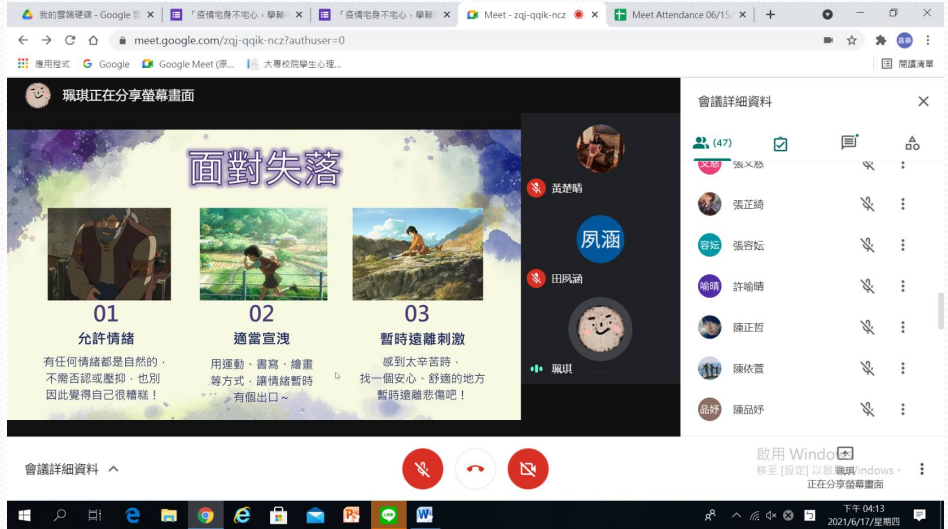 我的雲端硬碟 - Google 雲
「疫情宅身不宅心，學輔
「疫情宅身不宅心，學輔
Meet - zqj-qqik-ncz
Meet Attendance 06/15/
meet.google.com/zqj-qqik-ncz?authuser=0
應用程式
Google
Google Meet (原...
大專校院學生心理...
閱讀清單
珮琪正在分享螢幕畫面
面對失落
01
允許情緒
有任何情緒都是自然的，
不需否認或壓抑，也別
因此覺得自己很糟糕！
02
適當宣洩
用運動、書寫、繪畫
等方式，讓情緒暫時
有個出口～
03
暫時遠離刺激
感到太辛苦時，
找一個安心、舒適的地方
暫時遠離悲傷吧！
黃楚晴
夙涵
田夙涵
珮琪
會議詳細資料
(47)
張文慈
張芷綺
容妘
張容妘
喻晴
許喻晴
陳正哲
陳依萱
品妤
陳品妤
會議詳細資料
啟用 Windows
移至 [設定] 以啟用 Windows。
珮琪
正在分享螢幕畫面
下午 04:13
2021/6/17/星期四